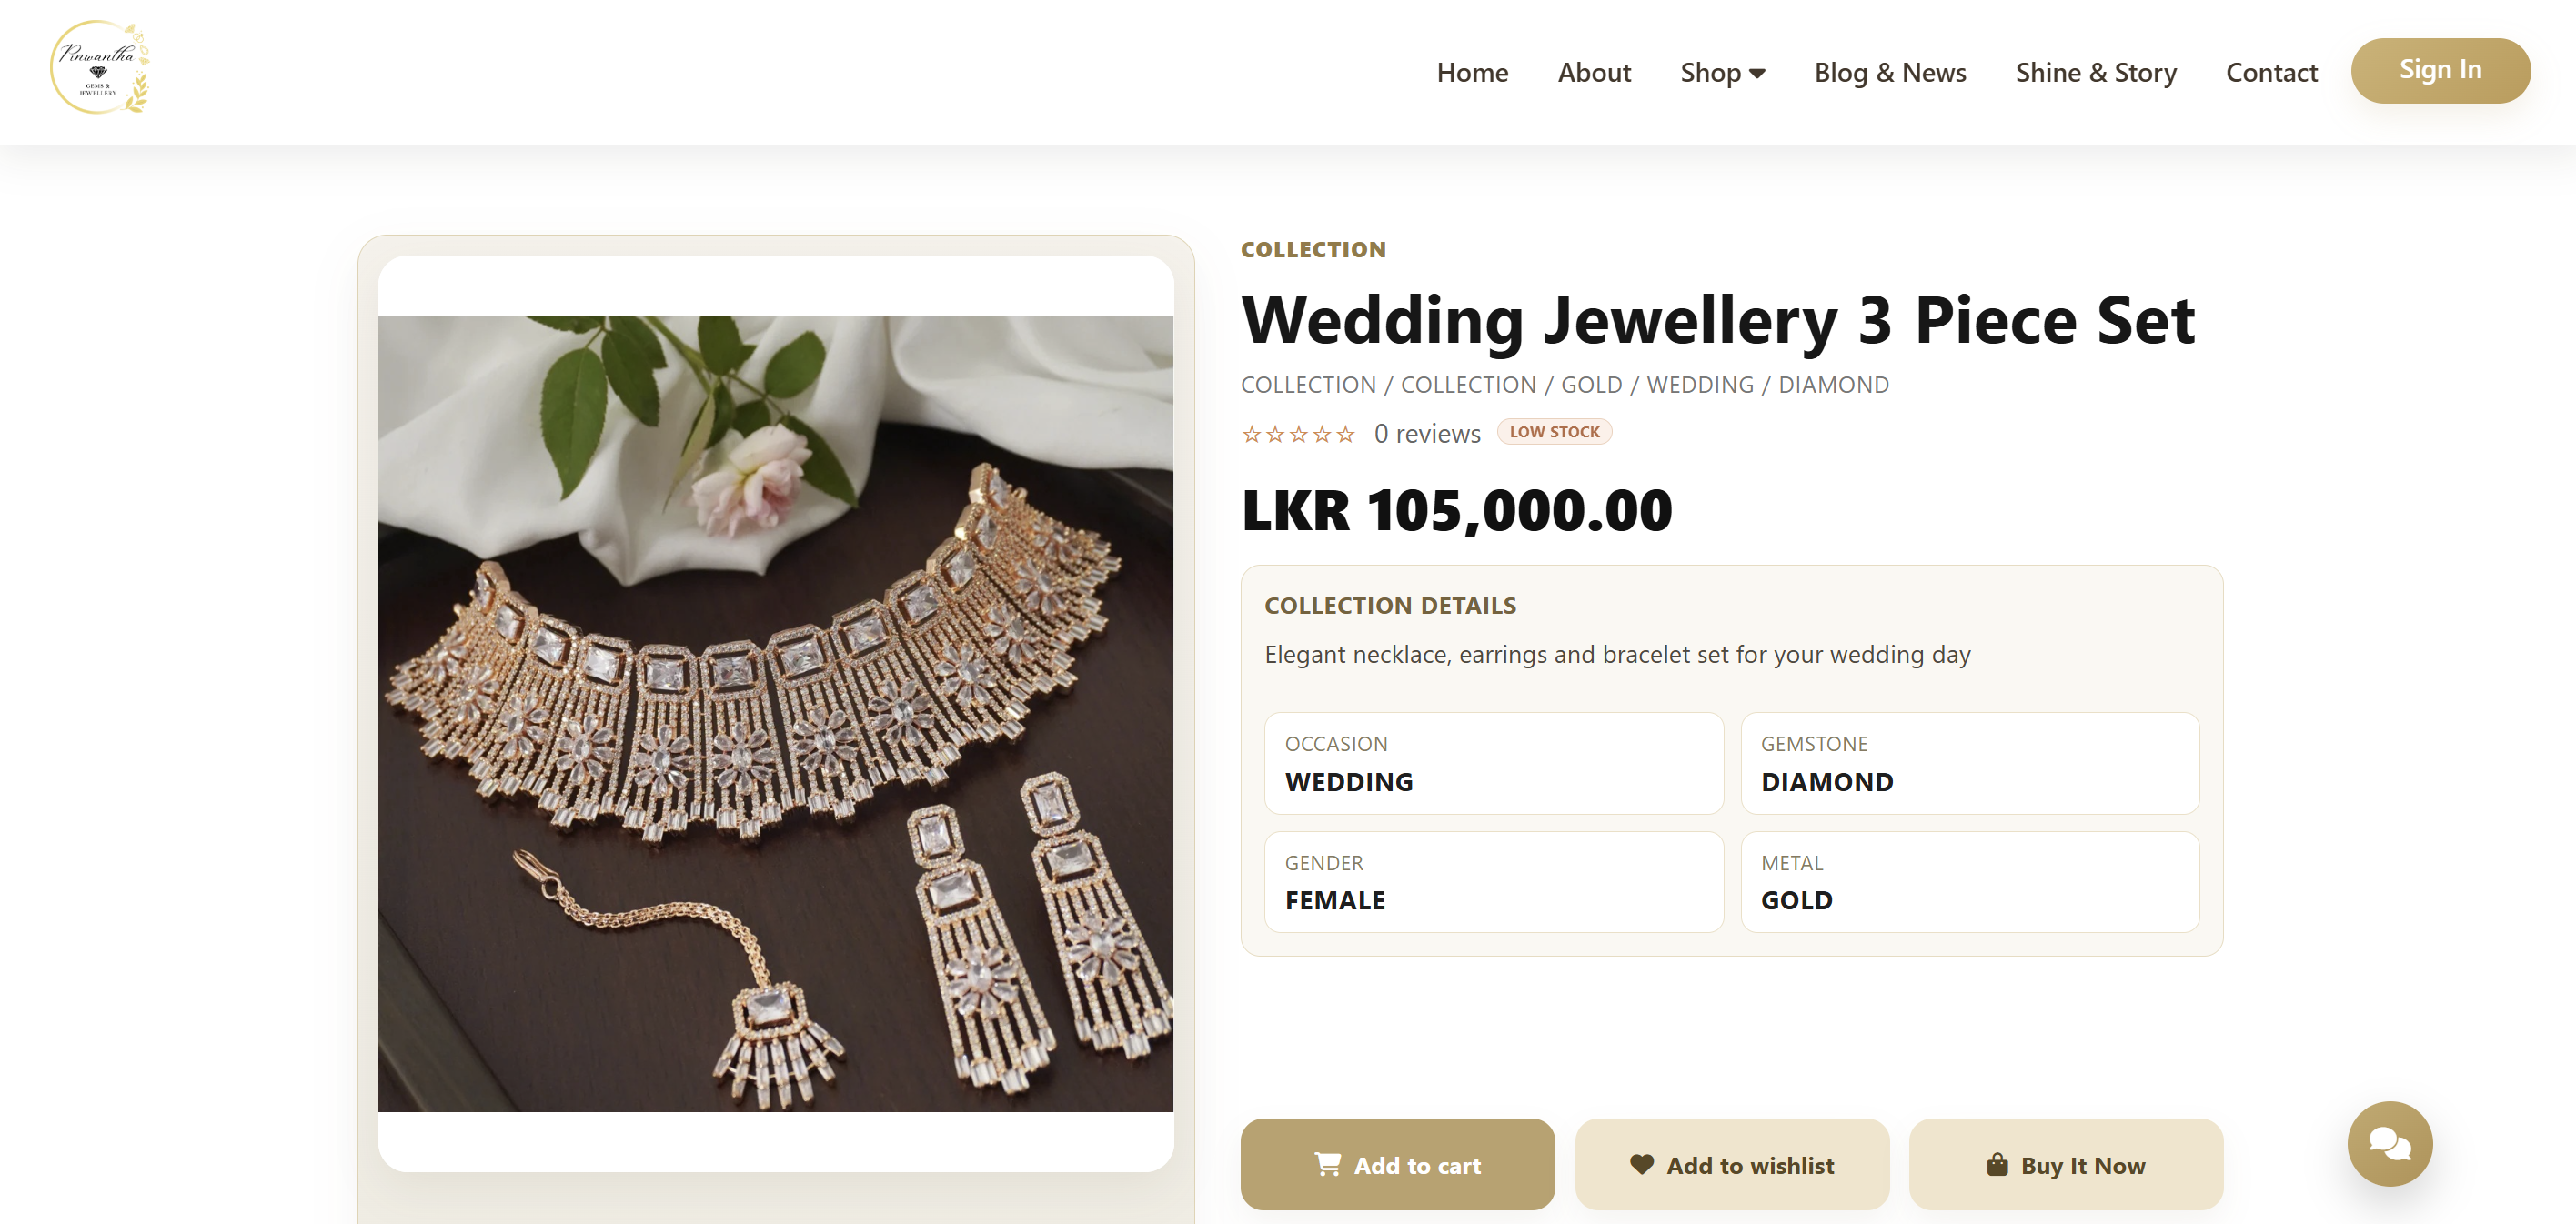 Pinwantha
GEMS &
JEWELLERY
Home
About
Shop
Blog & News
Shine & Story
Contact
Sign In
COLLECTION
Wedding Jewellery 3 Piece Set
COLLECTION / COLLECTION / GOLD / WEDDING / DIAMOND
0 reviews
LOW STOCK
LKR 105,000.00
COLLECTION DETAILS
Elegant necklace, earrings and bracelet set for your wedding day
OCCASION
WEDDING
GEMSTONE
DIAMOND
GENDER
FEMALE
METAL
GOLD
Add to cart
Add to wishlist
Buy It Now